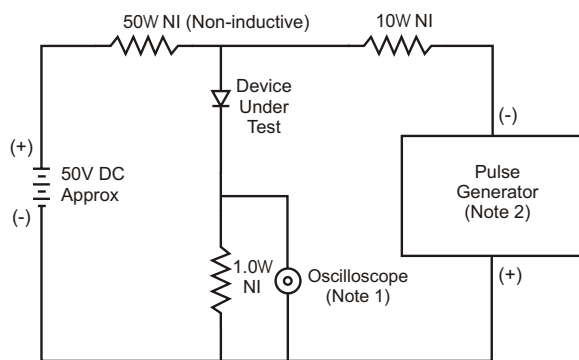 50W NI (Non-inductive)
10W NI
Device
Under
Test
(-)
(+)
50V DC
Approx
(-)
Pulse
Generator
(Note 2)
1.0W
NI
Oscilloscope
(Note 1)
(+)